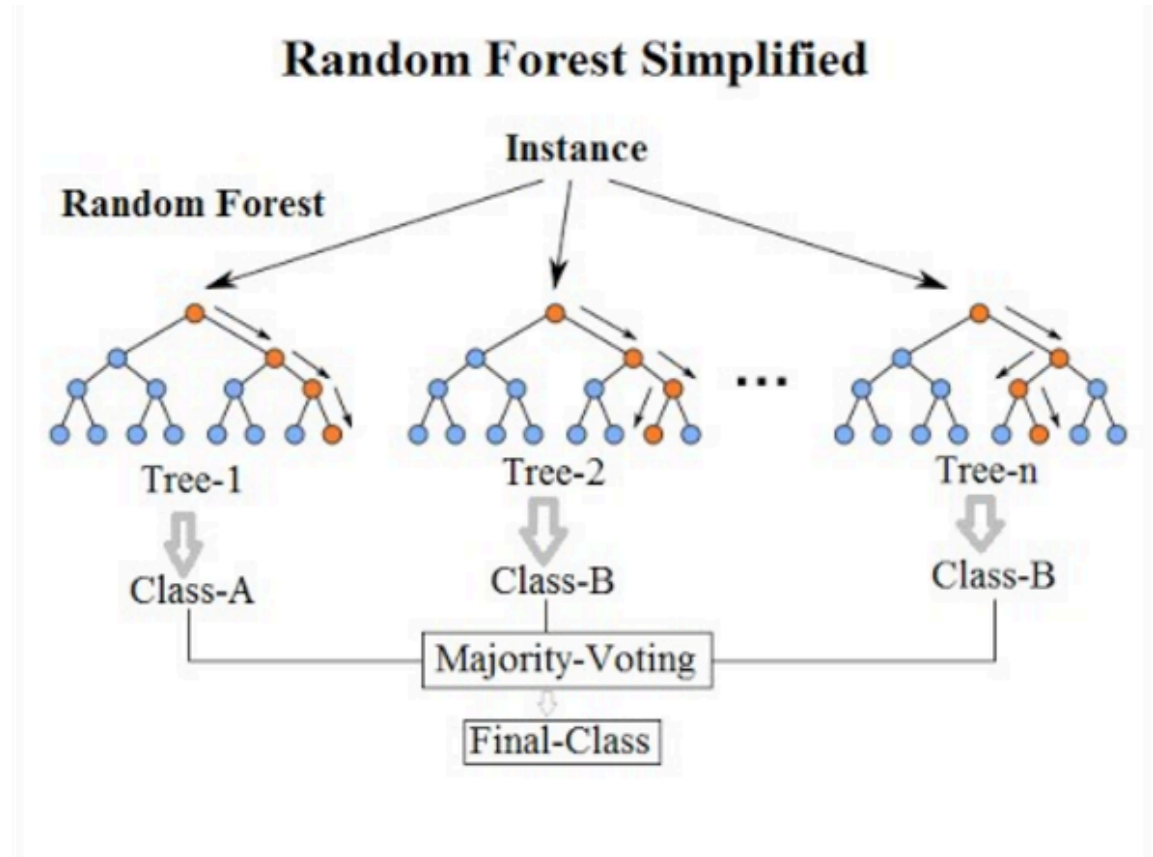 Random Forest Simplified
Instance
Random Forest
...
Tree-1
Tree-2
Tree-n
Class-A
Class-B
Class-B
Majority-Voting
Final-Class